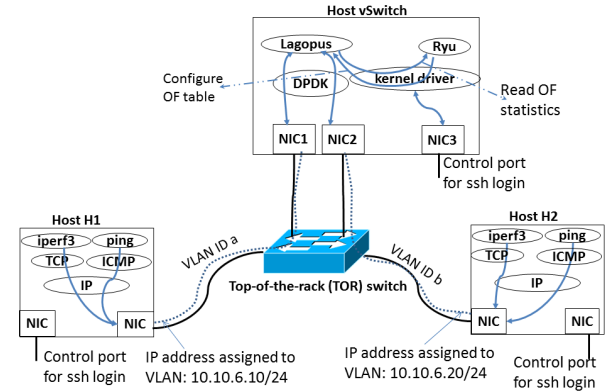 Host vSwitch
Lagopus
Ryu
Configure
OF table
DPDK
kernel driver
Read OF
statistics
NIC1
NIC2
NIC3
Control port
for ssh login
Host H1
iperf3
ping
TCP
ICMP
IP
NIC
NIC
Control port
for ssh login
VLAN ID a
Top-of-the-rack (TOR) switch
VLAN ID b
IP address assigned to
VLAN: 10.10.6.10/24
IP address assigned to
VLAN: 10.10.6.20/24
Host H2
iperf3
ping
TCP
ICMP
IP
NIC
NIC
Control port
for ssh login